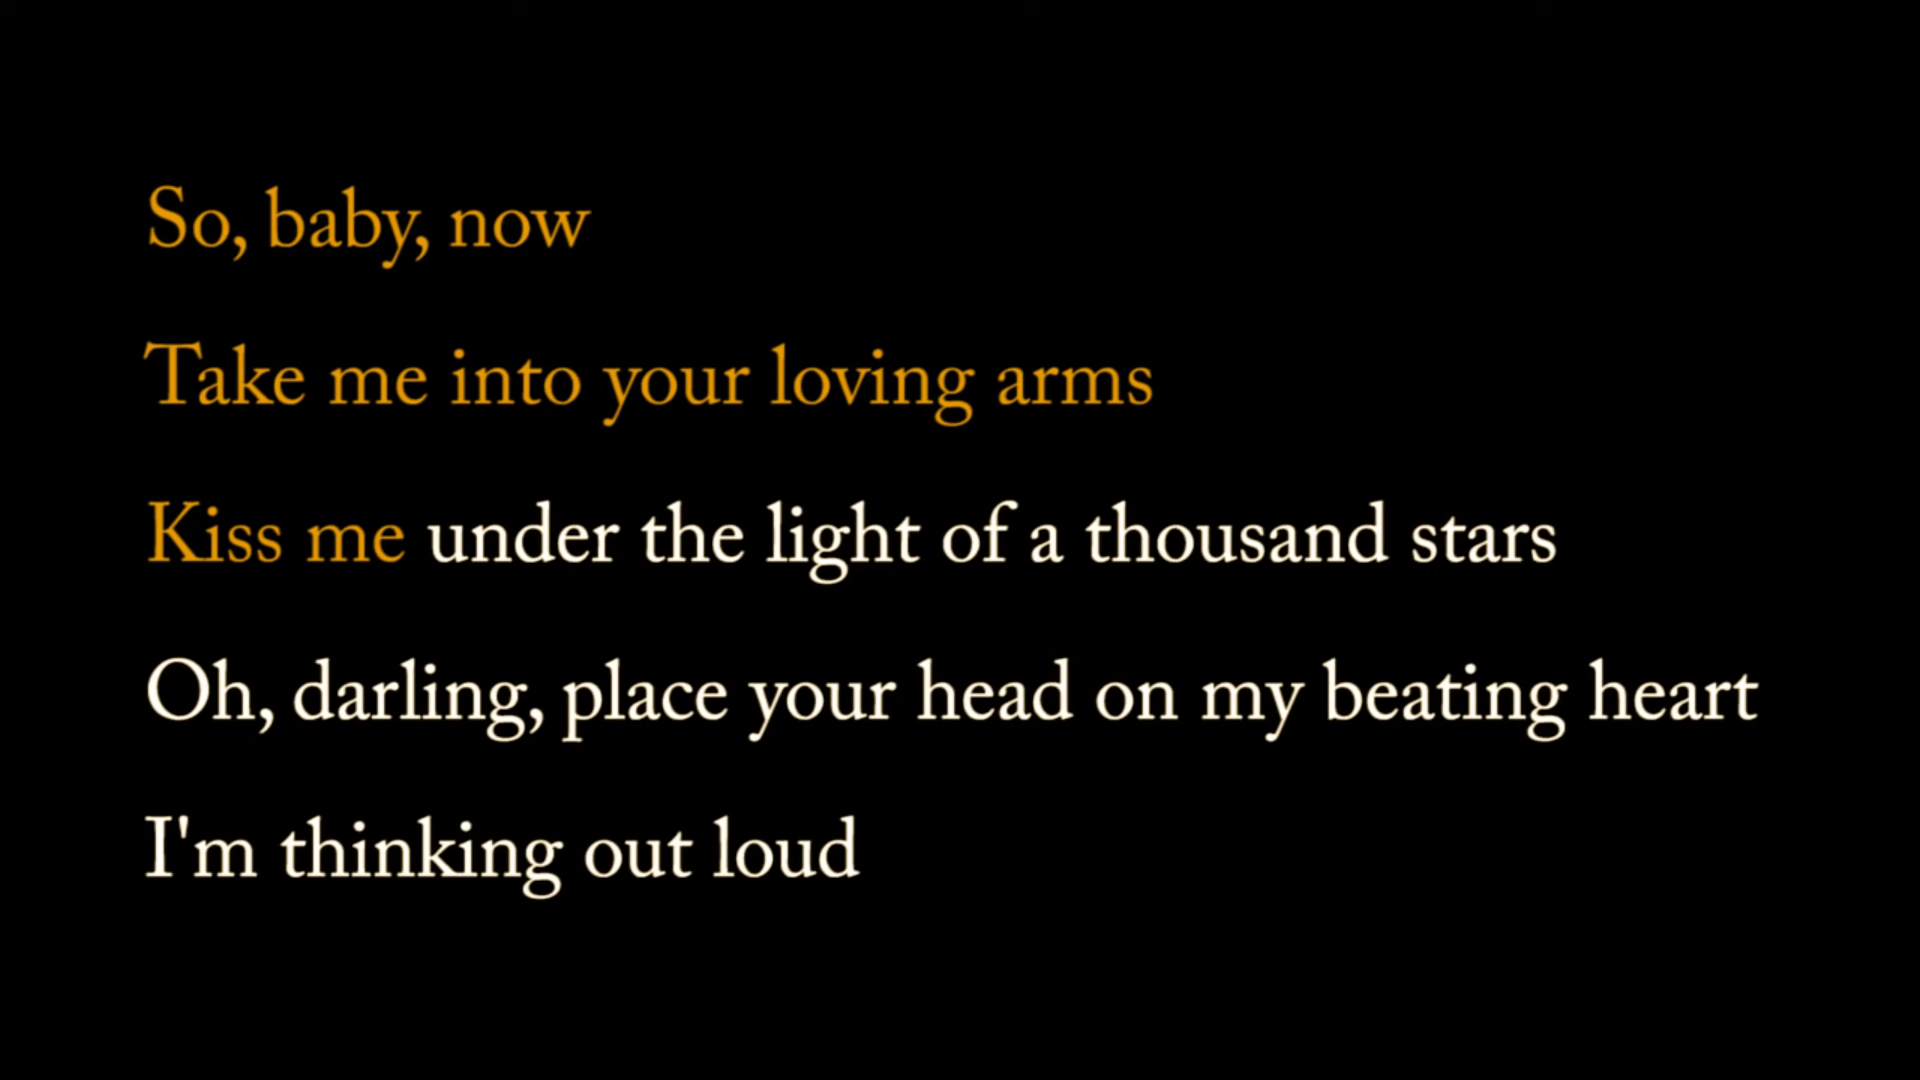 So, baby, now
Take me into your loving arms
Kiss me under the light of a thousand stars
Oh, darling, place your head on my beating heart
I'm thinking out loud